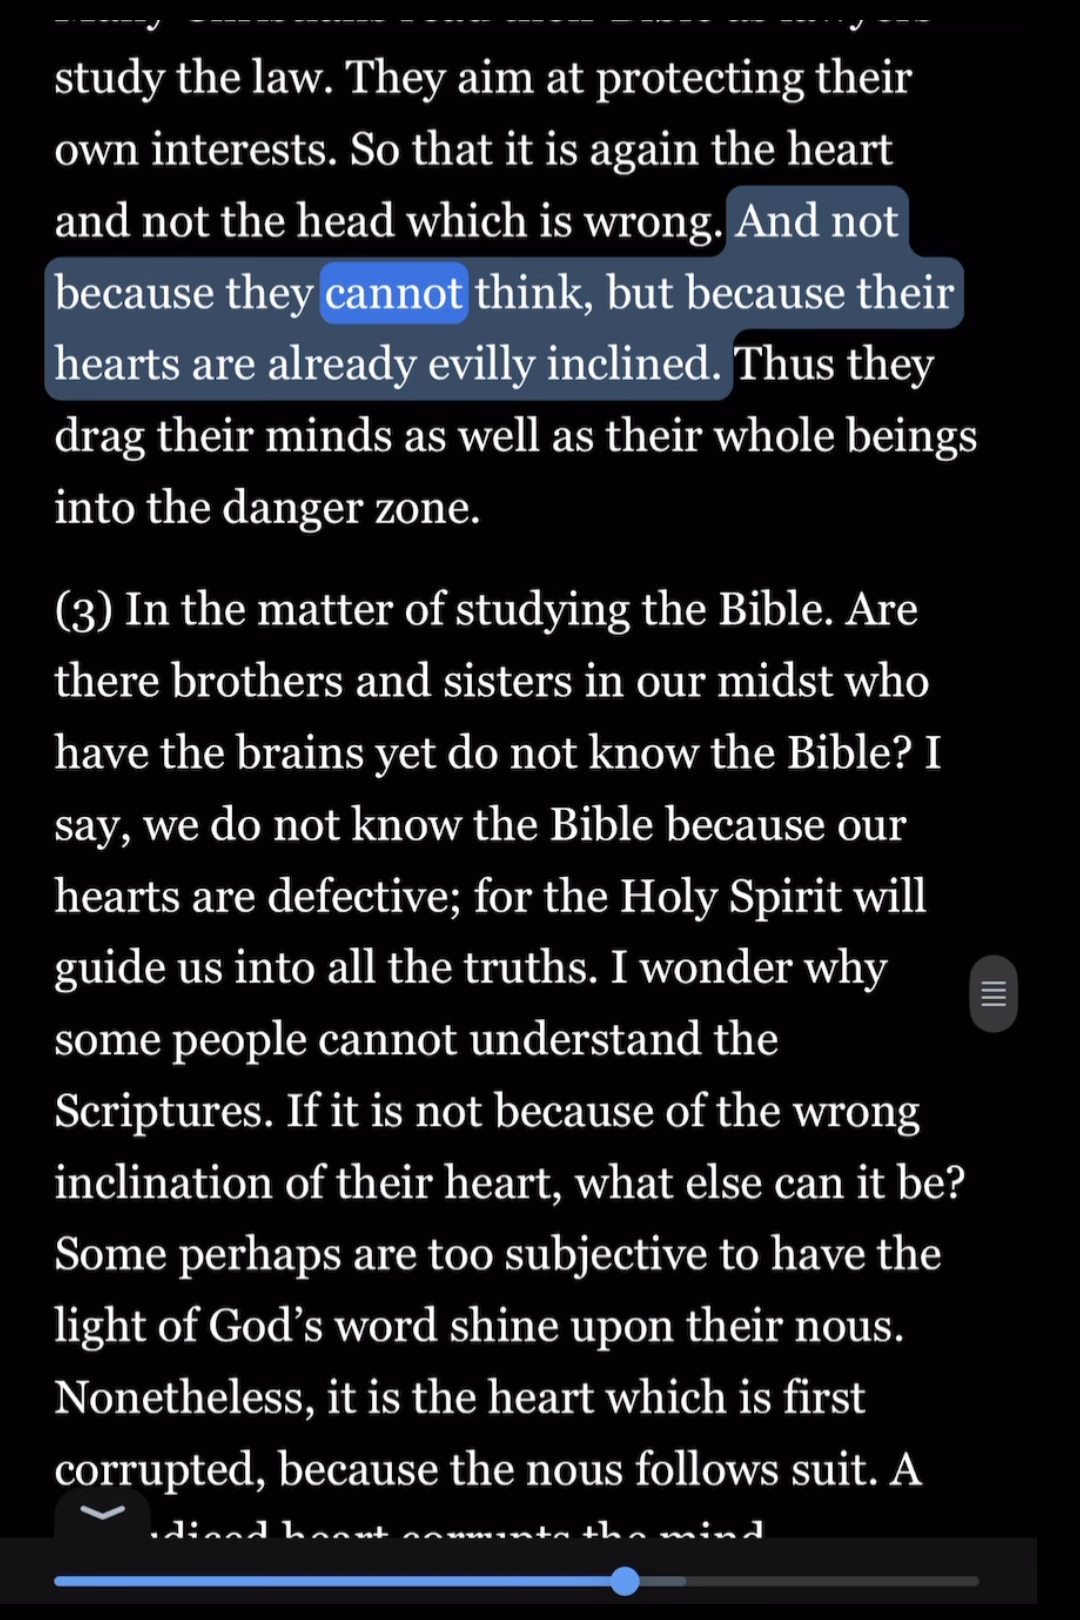 study the law. They aim at protecting their
own interests. So that it is again the heart
and not the head which is wrong. And not
because they cannot think, but because their
hearts are already evilly inclined. Thus they
drag their minds as well as their whole beings
into the danger zone.
(3) In the matter of studying the Bible. Are
there brothers and sisters in our midst who
have the brains yet do not know the Bible? I
say, we do not know the Bible because our
hearts are defective; for the Holy Spirit will
guide us into all the truths. I wonder why
some people cannot understand the
Scriptures. If it is not because of the wrong
inclination of their heart, what else can it be?
Some perhaps are too subjective to have the
light of God’s word shine upon their nous.
Nonetheless, it is the heart which is first
corrupted, because the nous follows suit. A
heart corrupts the mind